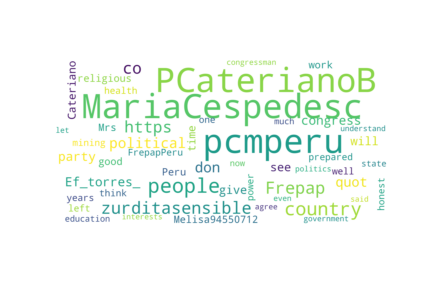 congressman
co PCaterianoB work
Cateriano religious
health MariaCespedesc
Mrs https one much congress understand
let mining political time pcmperu will
party good FrepapPeru don see prepared state
Ef_torres_ people Peru give now Frepap well quot
years think power politics honest
left zurditasensible even country said
education interests Melisa94550712 agree government